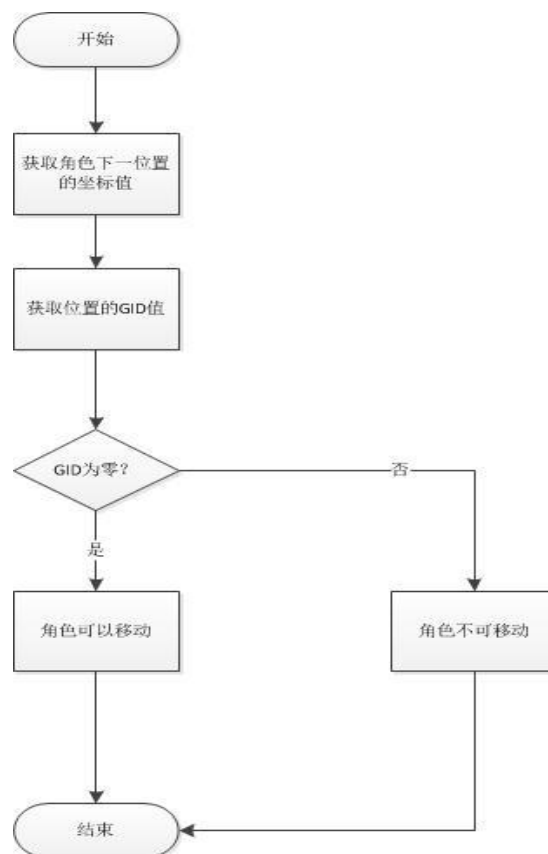 开始
获取角色下一位置
的坐标值
获取位置的GID值
GID为零?
否
是
角色可以移动
角色不可移动
结束